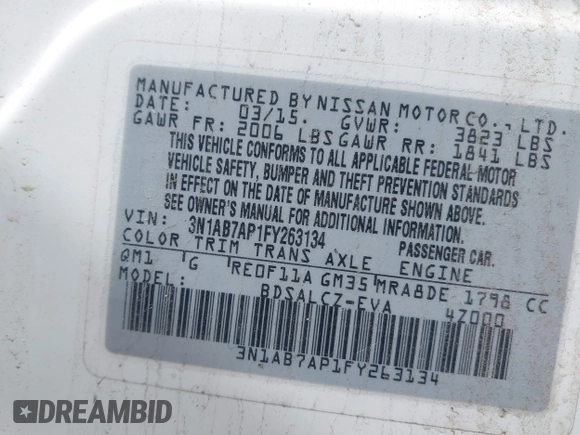 MANUFACTURED BY NISSAN MOTOR CO., LTD.
DATE: 03/15. GVWR: 3823 LBS
GAWR FR: 2006 LBS GAWR RR: 1841 LBS
THIS VEHICLE CONFORMS TO ALL APPLICABLE FEDERAL MOTOR
VEHICLE SAFETY, BUMPER AND THEFT PREVENTION STANDARDS
IN EFFECT ON THE DATE OF MANUFACTURE SHOWN ABOVE.
SEE OWNER'S MANUAL FOR ADDITIONAL INFORMATION.
VIN: 3N1AB7AP1FY263134 PASSENGER CAR.
COLOR TRIM TRANS AXLE ENGINE
QM1 G RE0F11A GM35 MRA8DE 1798 CC
MODEL: BDSALCZ-EVA 4Z000
3N1AB7AP1FY263134
DREAMBID